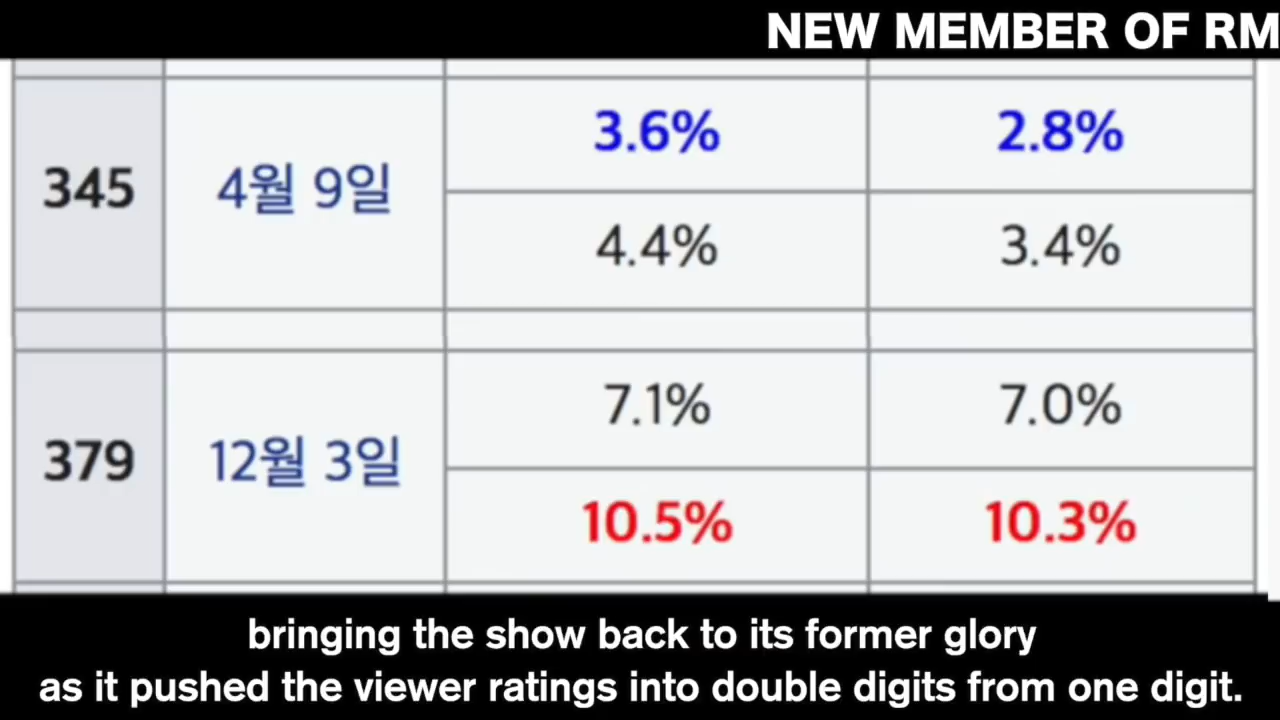 NEW MEMBER OF RM
345 4월 9일 3.6% 2.8%
4.4% 3.4%
379 12월 3일 7.1% 7.0%
10.5% 10.3%
bringing the show back to its former glory
as it pushed the viewer ratings into double digits from one digit.